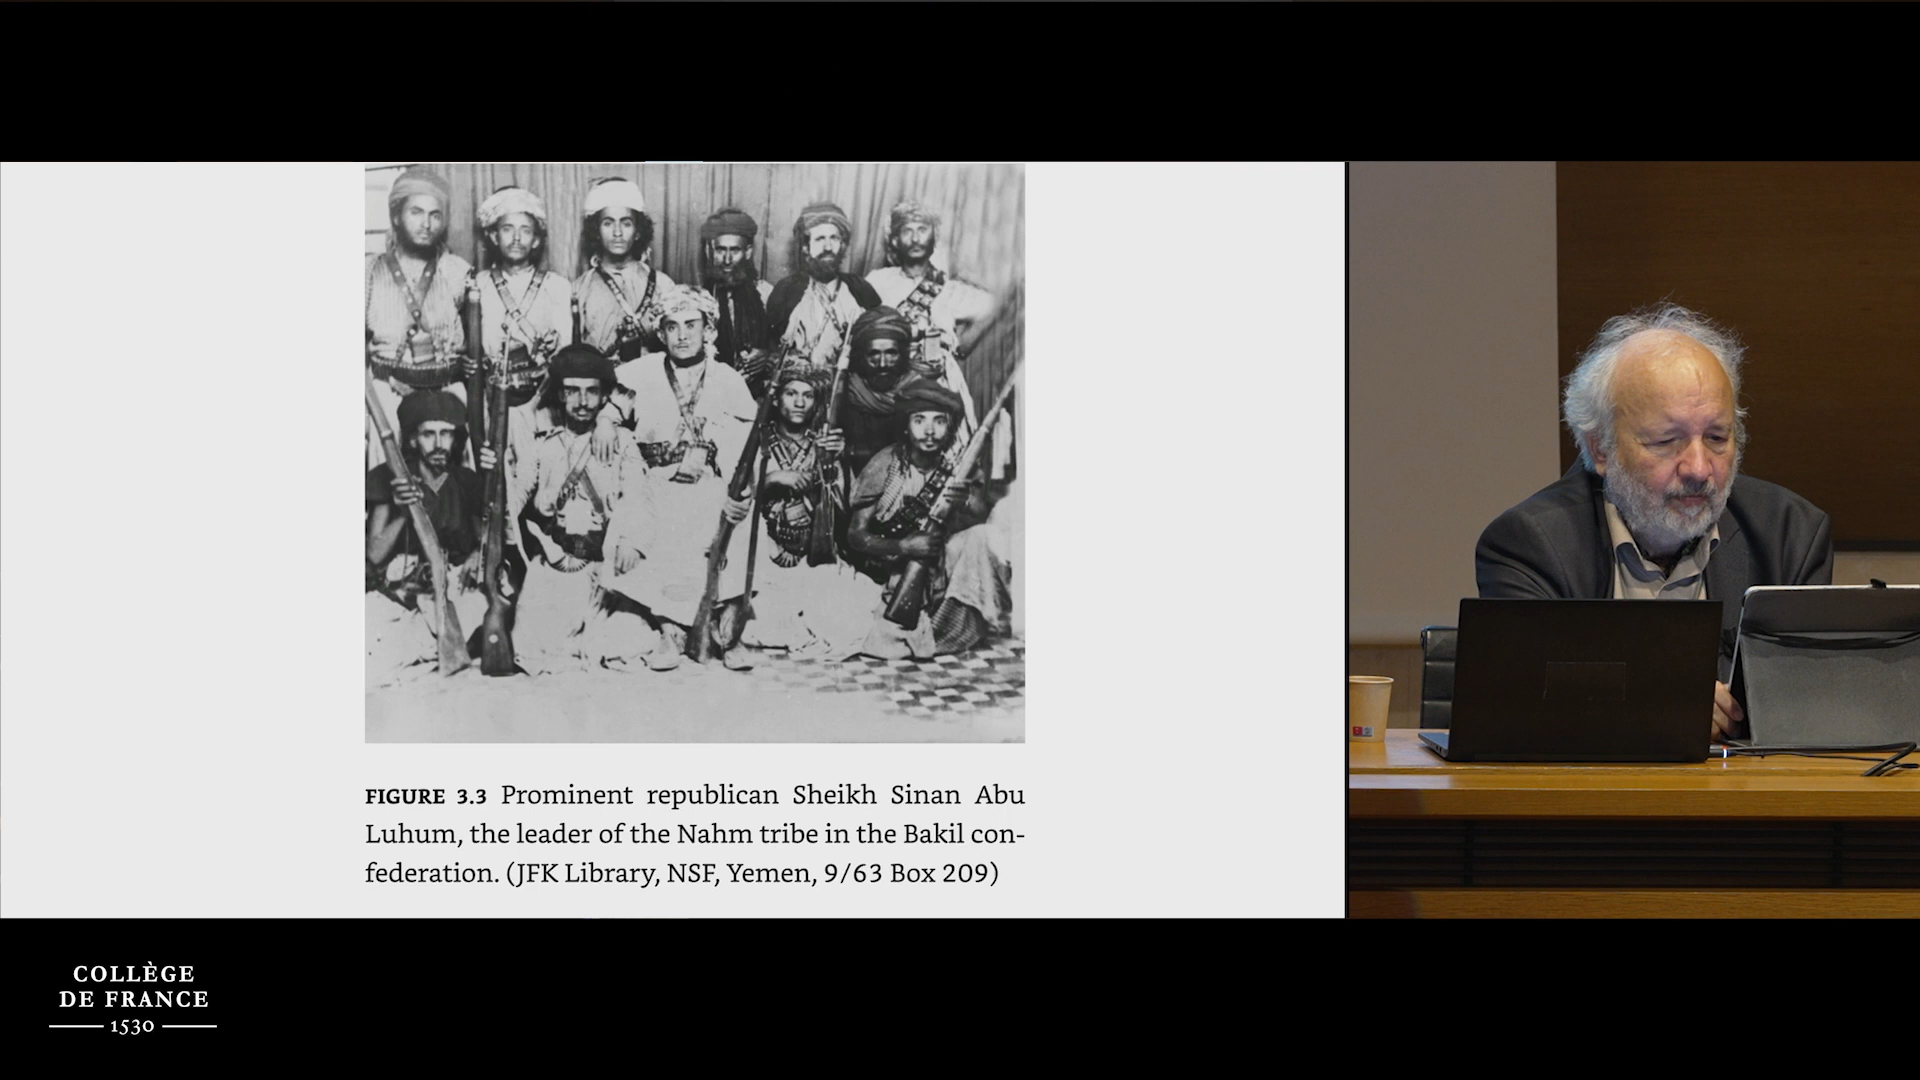 FIGURE 3.3 Prominent republican Sheikh Sinan Abu
Luhum, the leader of the Nahm tribe in the Bakil con-
federation. (JFK Library, NSF, Yemen, 9/63 Box 209)
COLLÈGE
DE FRANCE
1530